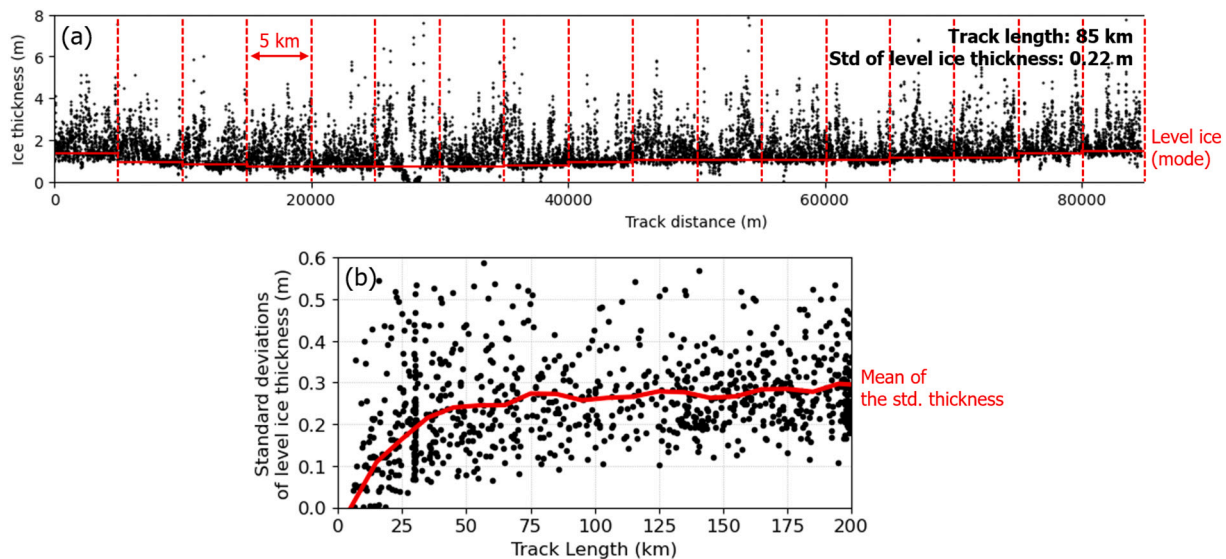 (a)
5 km
Track length: 85 km
Std of level ice thickness: 0.22 m
Ice thickness (m)
8
6
4
2
0
0
20000
40000
60000
80000
Track distance (m)
Level ice
(mode)
(b)
Standard deviations
of level ice thickness (m)
0.6
0.5
0.4
0.3
0.2
0.1
0.0
0
25
50
75
100
125
150
175
200
Track Length (km)
Mean of
the std. thickness